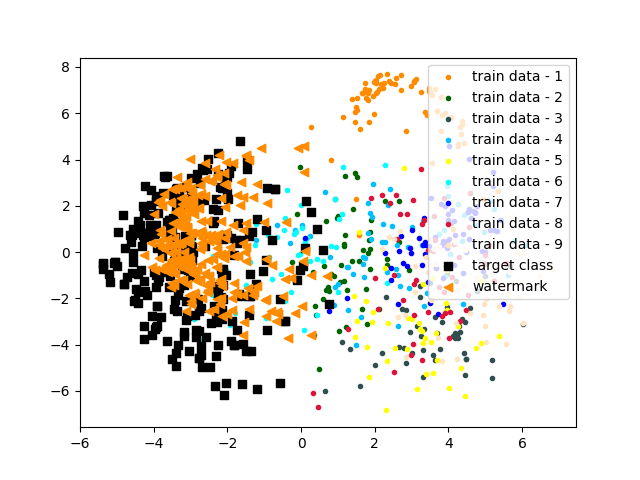 8
6
4
2
0
−2
−4
−6
−6
−4
−2
0
2
4
6
train data - 1
train data - 2
train data - 3
train data - 4
train data - 5
train data - 6
train data - 7
train data - 8
train data - 9
target class
watermark